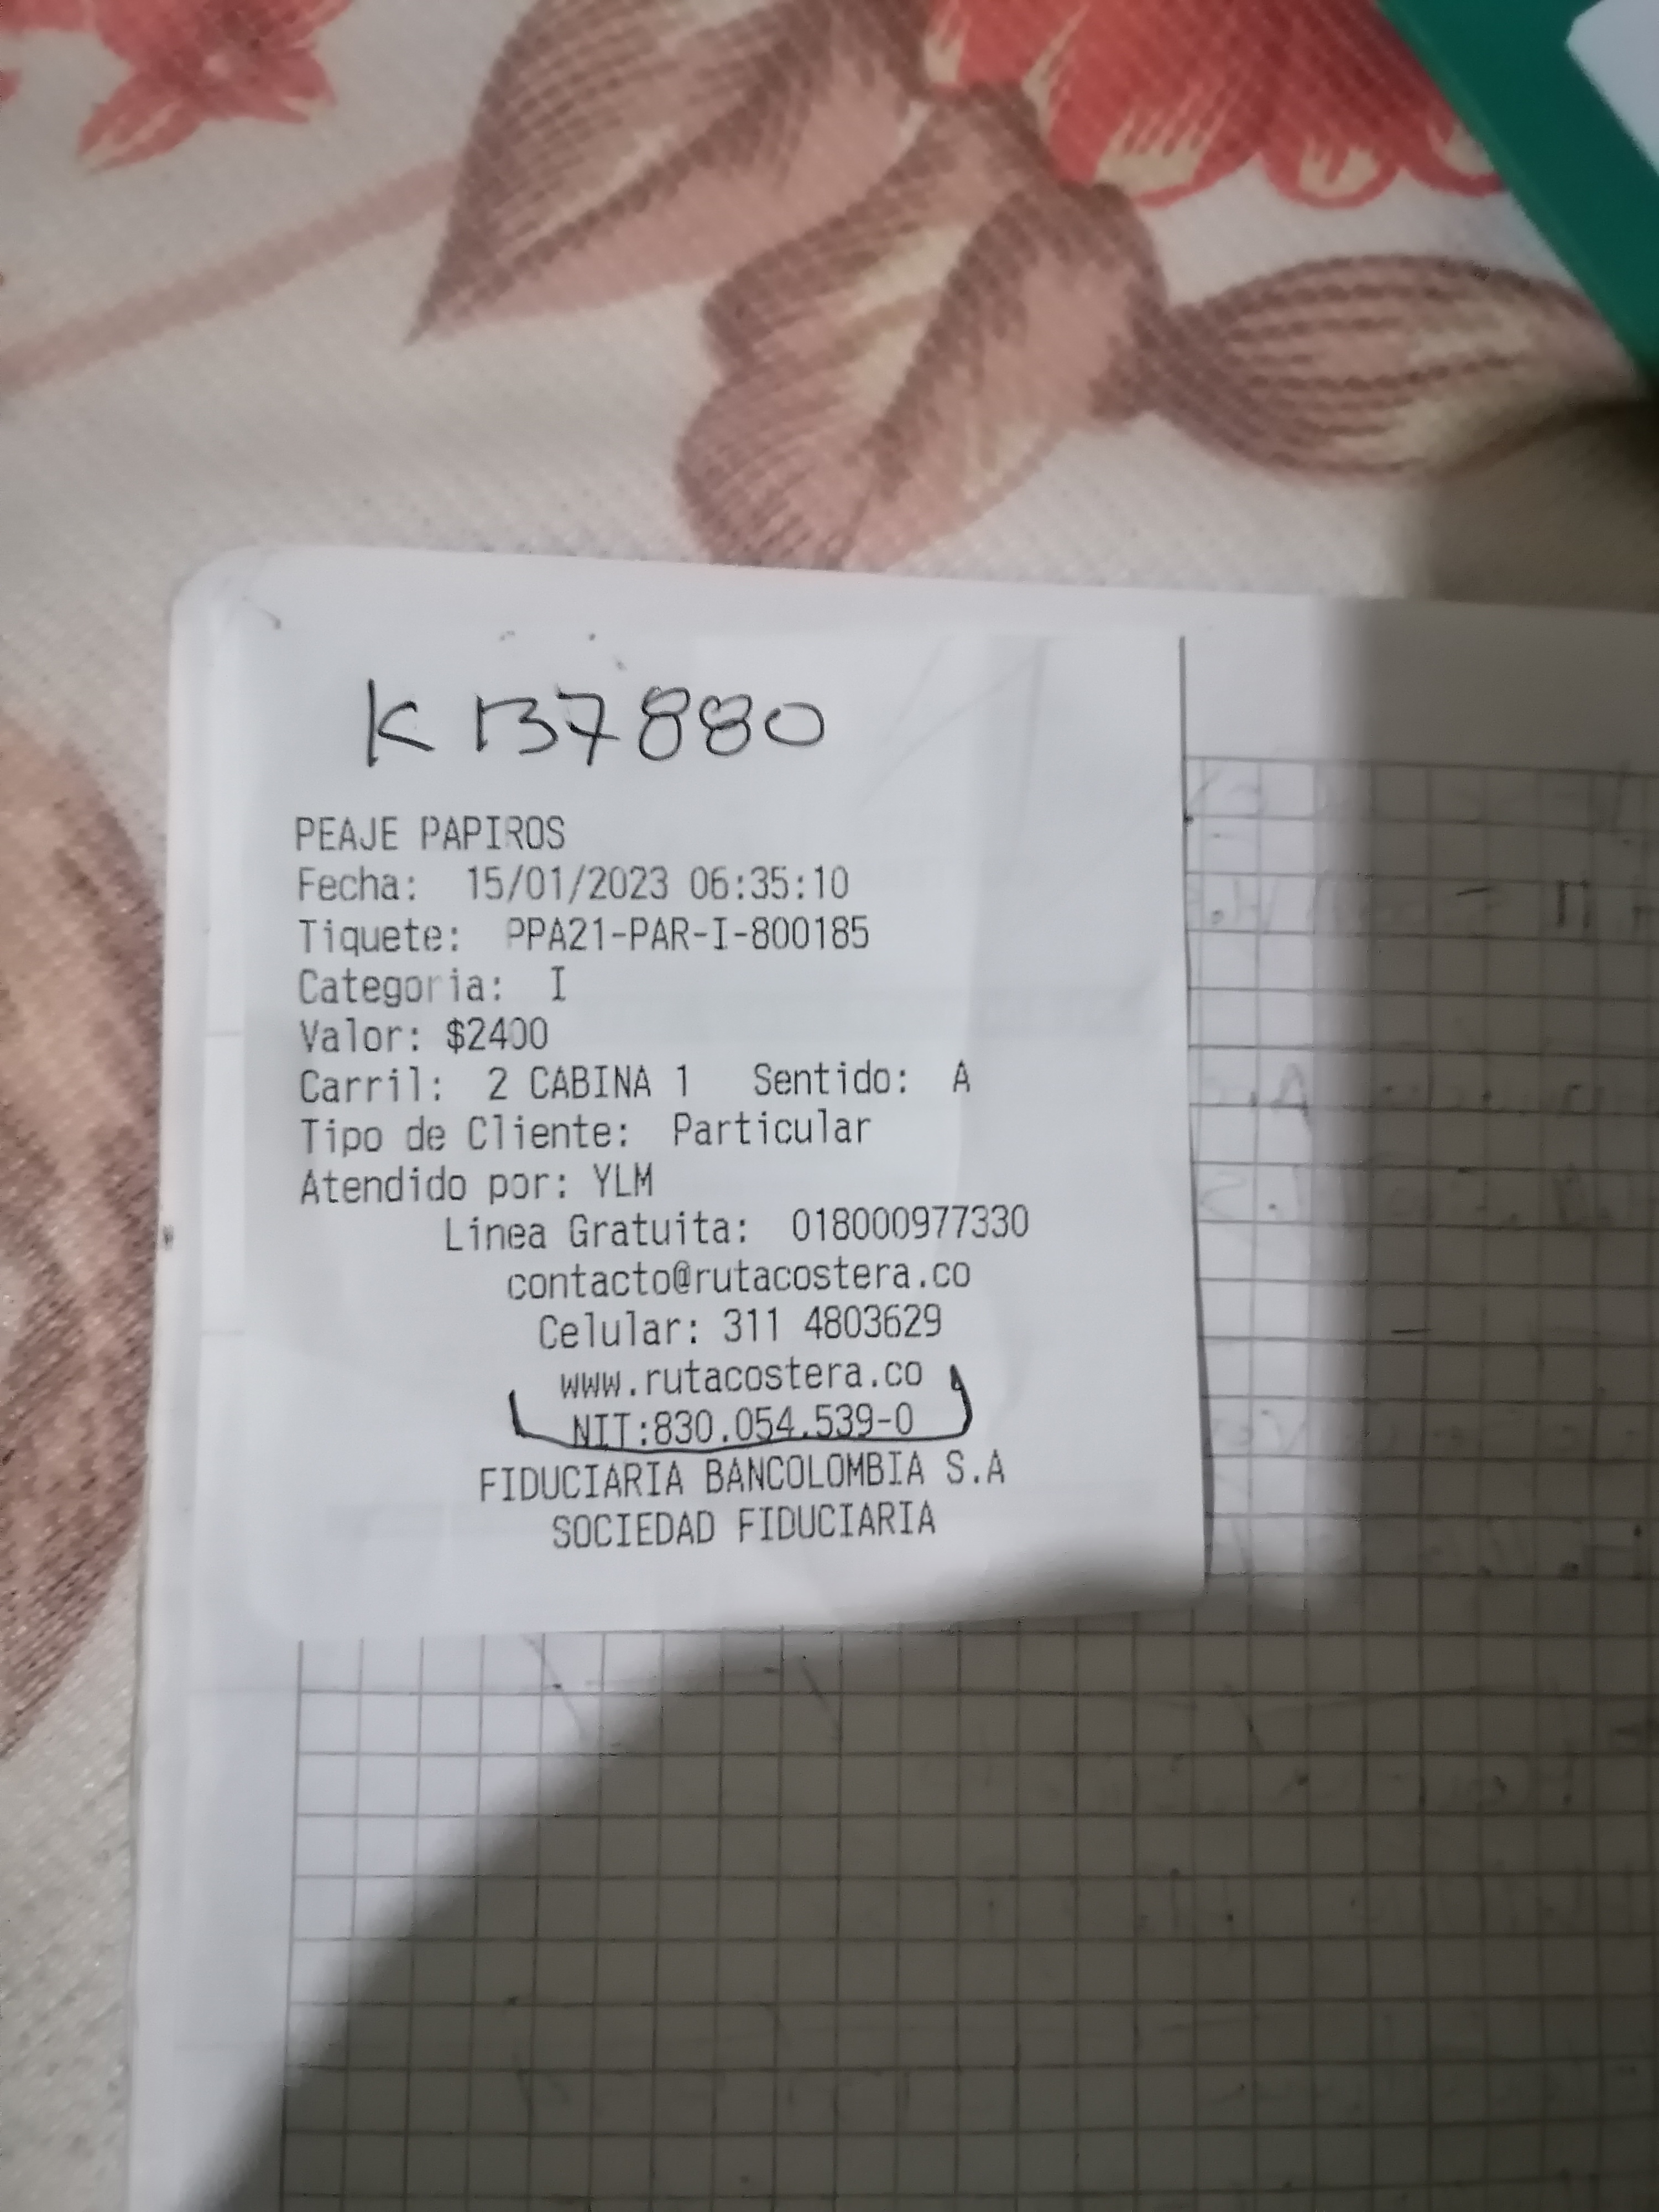 K 137880
PEAJE PAPIROS
Fecha: 15/01/2023 06:35:10
Tiquete: PPA21-PAR-I-800185
Categoria: I
Valor: $2400
Carril: 2 CABINA 1 Sentido: A
Tipo de Cliente: Particular
Atendido por: YLM
Linea Gratuita: 018000977330
contacto@rutacostera.co
Celular: 311 4803629
www.rutacostera.co
NIT:830.054.539-0
FIDUCIARIA BANCOLOMBIA S.A
SOCIEDAD FIDUCIARIA